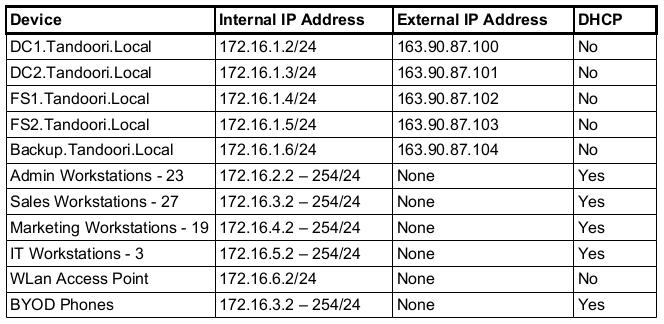 Device Internal IP Address External IP Address DHCP
DC1.Tandoori.Local 172.16.1.2/24 163.90.87.100 No
DC2.Tandoori.Local 172.16.1.3/24 163.90.87.101 No
FS1.Tandoori.Local 172.16.1.4/24 163.90.87.102 No
FS2.Tandoori.Local 172.16.1.5/24 163.90.87.103 No
Backup.Tandoori.Local 172.16.1.6/24 163.90.87.104 No
Admin Workstations - 23 172.16.2.2 – 254/24 None Yes
Sales Workstations - 27 172.16.3.2 – 254/24 None Yes
Marketing Workstations - 19 172.16.4.2 – 254/24 None Yes
IT Workstations - 3 172.16.5.2 – 254/24 None Yes
WLan Access Point 172.16.6.2/24 None No
BYOD Phones 172.16.3.2 – 254/24 None Yes